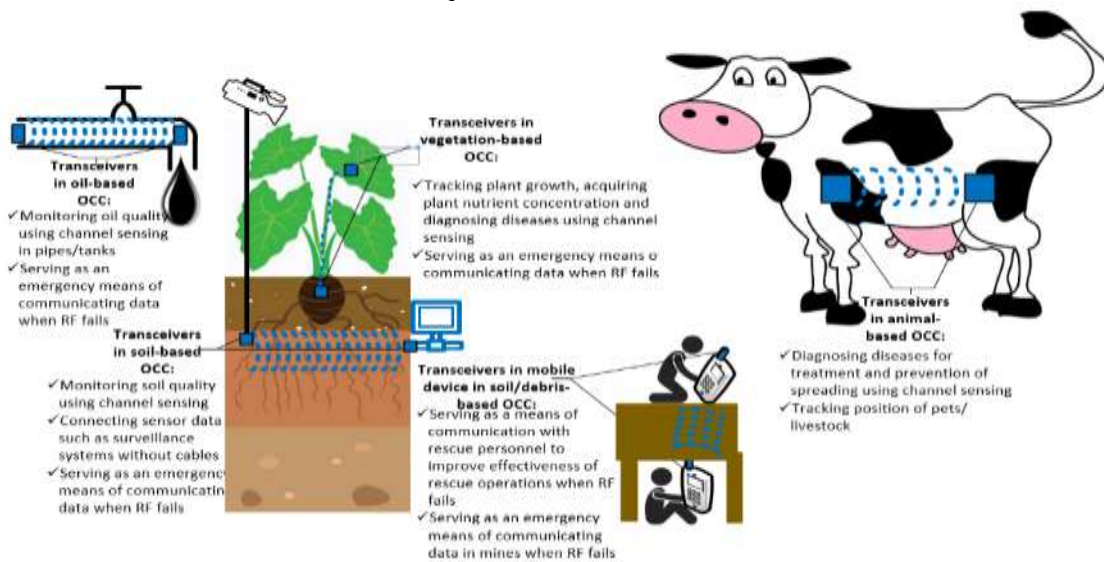 Transceivers
in oil-based
OCC:
✓Monitoring oil quality
using channel sensing
in pipes/tanks
✓Serving as an
emergency means of
communicating data
when RF fails
Transceivers in
vegetation-based
OCC:
✓Tracking plant growth, acquiring
plant nutrient concentration and
diagnosing diseases using channel
sensing
✓Serving as an emergency means o
communicating data when RF fails
Transceivers
in soil-based
OCC:
✓Monitoring soil quality
using channel sensing
✓Connecting sensor data
such as surveillance
systems without cables
✓Serving as an emergency
means of communicatin
data when RF fails
Transceivers in mobile
device in soil/debris-
based OCC:
✓Serving as a means of
communication with
rescue personnel to
improve effectiveness of
rescue operations when RF
fails
✓Serving as an emergency
means of communicating
data in mines when RF fails
Transceivers
in animal-
based OCC:
✓Diagnosing diseases for
treatment and prevention of
spreading using channel sensing
✓Tracking position of pets/
livestock